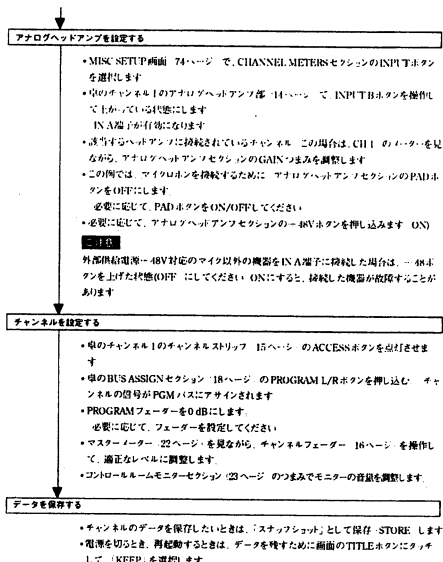 アナログヘッドアンプを設定する
• MISC SETUP画面 74ページ で、CHANNEL METERSセクションのINPUTボタン
を選択します
• 卓のチャンネル1のアナログヘッドアンプ部 14ページ で、INPUT Bボタンを操作し
て上がっている状態にします
IN A端子が有効になります
• 該当するヘッドアンプに接続されているチャンネル この場合は、CH 1 のメーターを見
ながら、アナログヘッドアンプセクションのGAINつまみを調整します
• この例では、マイクロホンを接続するために アナログヘッドアンプセクションのPADボ
タンをOFFにします
必要に応じて、PADボタンをON/OFFしてください
• 必要に応じて、アナログヘッドアンプセクションの 48Vボタンを押し込みます ON)
ご注意
外部供給電源 48V対応のマイク以外の機器をIN A端子に接続した場合は、 48ボ
タンを上げた状態(OFF にしてください ONにすると、接続した機器が故障することが
あります
チャンネルを設定する
• 卓のチャンネル1のチャンネルストリップ 15ページ のACCESSボタンを点灯させま
す
• 卓のBUS ASSIGNセクション 18ページ のPROGRAM L/Rボタンを押し込む チャ
ンネルの信号がPGMバスにアサインされます
• PROGRAMフェーダーを0 dBにします
必要に応じて、フェーダーを設定してください
• マスターメーター 22ページ を見ながら、チャンネルフェーダー 16ページ を操作し
て、適正なレベルに調整します
• コントロールルームモニターセクション (23ページ のつまみでモニターの音量を調整します
データを保存する
• チャンネルのデータを保存したいときは、「スナップショット」として保存 STORE します
• 電源を切るとき、再起動するときは、データを残すために画面のTITLEボタンにタッチ
して 「KEEP」を選択します